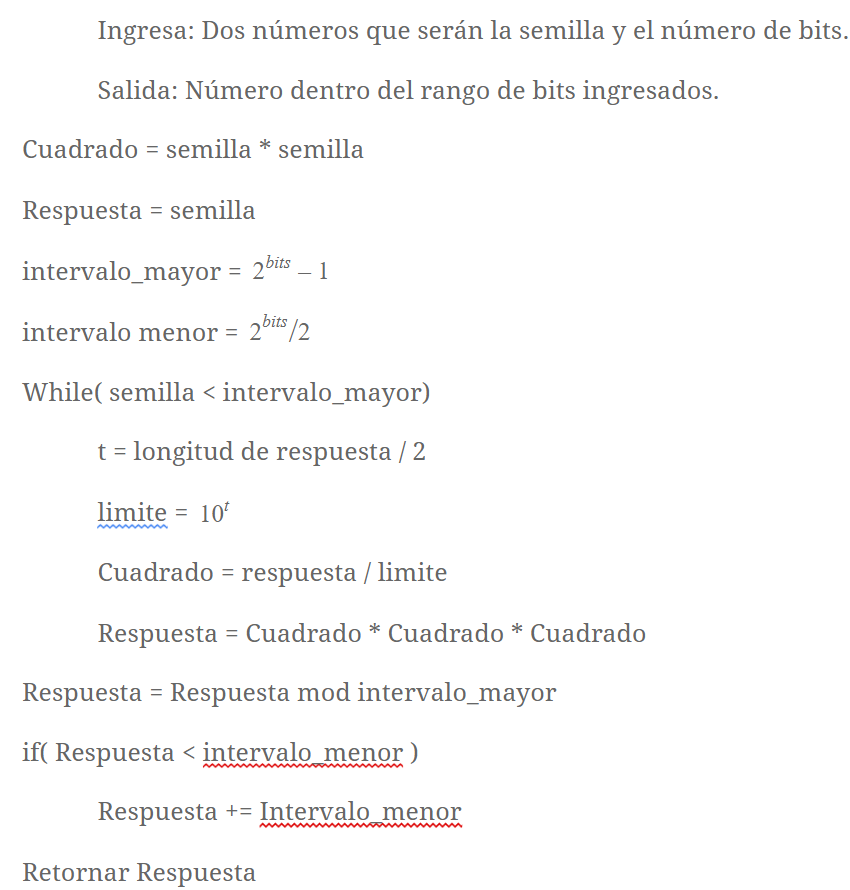 Ingresa: Dos números que serán la semilla y el número de bits.
Salida: Número dentro del rango de bits ingresados.
Cuadrado = semilla * semilla
Respuesta = semilla
intervalo_mayor = 2^bits – 1
intervalo menor = 2^bits/2
While( semilla < intervalo_mayor)
t = longitud de respuesta / 2
limite = 10^t
Cuadrado = respuesta / limite
Respuesta = Cuadrado * Cuadrado * Cuadrado
Respuesta = Respuesta mod intervalo_mayor
if( Respuesta < intervalo_menor )
Respuesta += Intervalo_menor
Retornar Respuesta